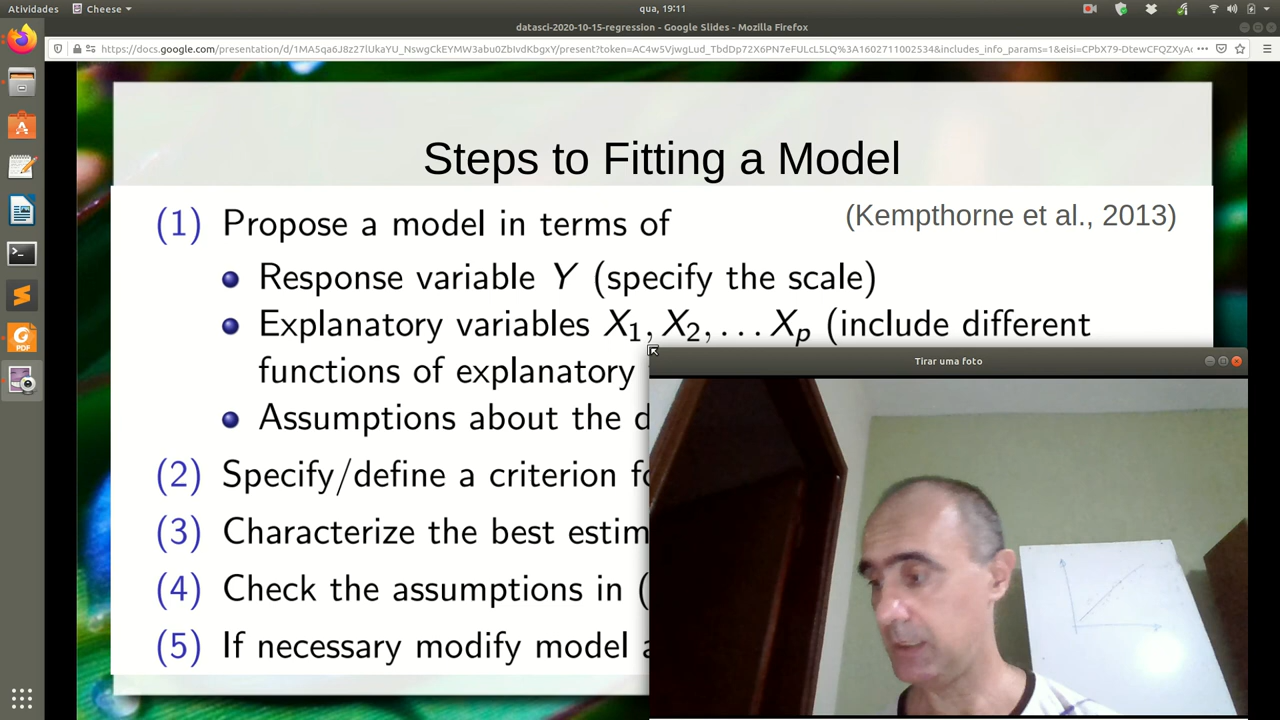 Atividades
Cheese
qua, 19:11
datasci-2020-10-15-regression - Google Slides - Mozilla Firefox
Steps to Fitting a Model
(1) Propose a model in terms of
(Kempthorne et al., 2013)
Response variable Y (specify the scale)
Explanatory variables X1, X2, . . . Xp (include different
functions of explanatory
Assumptions about the
(2) Specify/define a criterion
(3) Characterize the best
(4) Check the assumptions in (
(5) If necessary modify model
Tirar uma foto
PDF